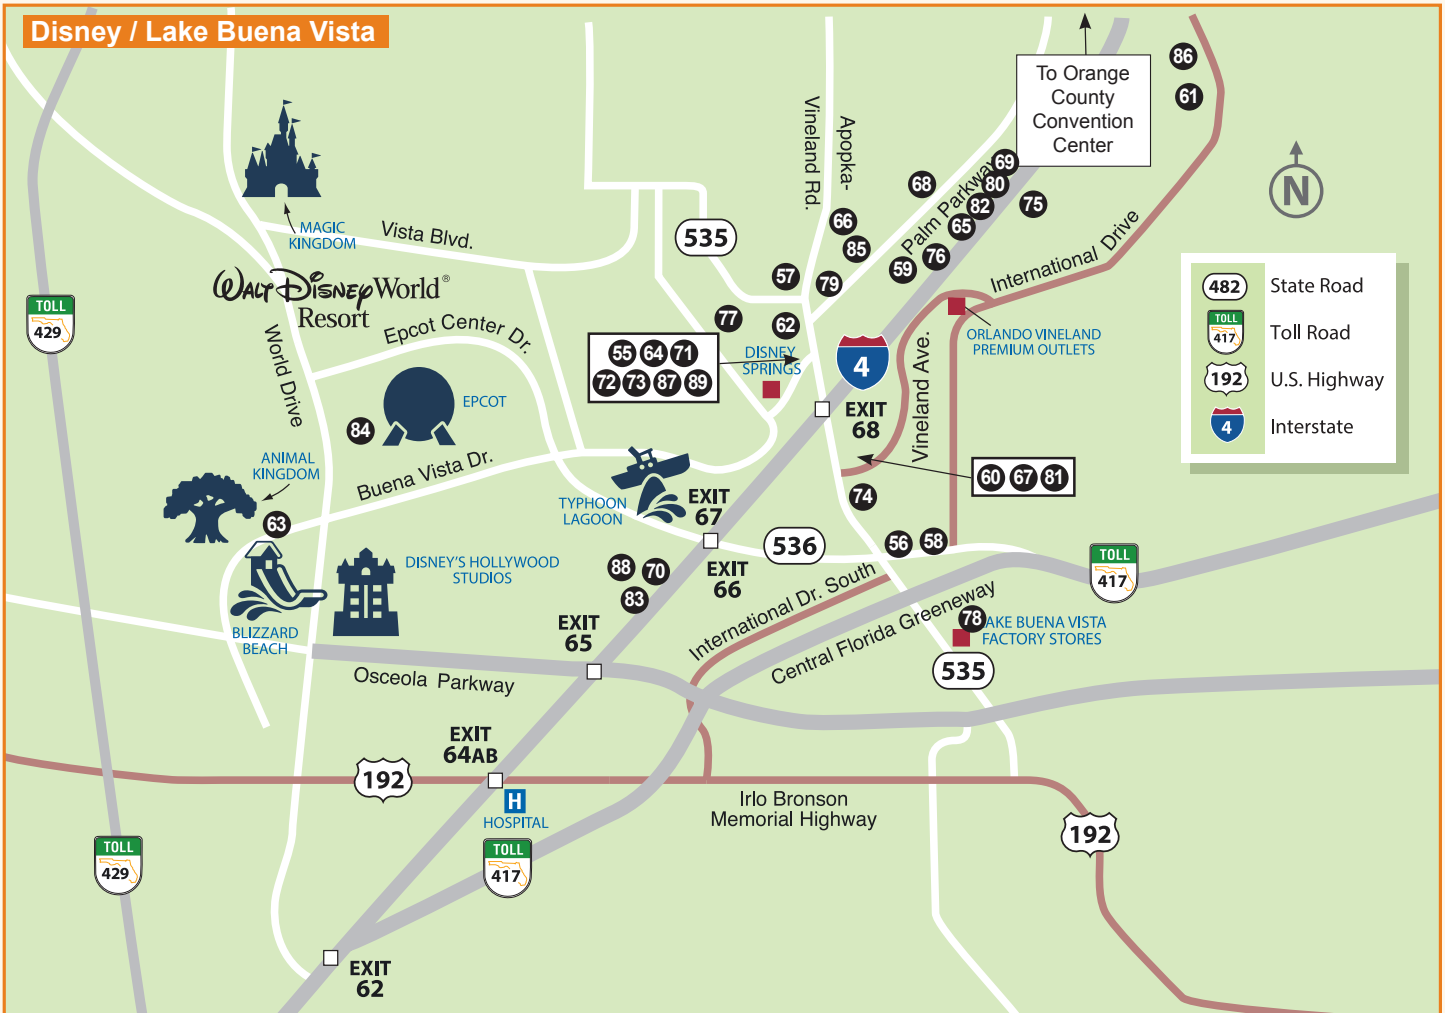 Disney / Lake Buena Vista
To Orange
County
Convention
Center
86
61
N
Apopka-
Vineland Rd.
69
68
80
82
75
65
Palm Parkway
66
85
76
59
57
79
62
77
535
International Drive
MAGIC
KINGDOM
Vista Blvd.
WALT DISNEY World®
Resort
Epcot Center Dr.
World Drive
TOLL
429
482
State Road
TOLL
417
Toll Road
192
U.S. Highway
4
Interstate
55 64 71
72 73 87 89
DISNEY
SPRINGS
4
ORLANDO VINELAND
PREMIUM OUTLETS
Vineland Ave.
EXIT
68
EPCOT
84
ANIMAL
KINGDOM
63
Buena Vista Dr.
TYPHOON
LAGOON
EXIT
67
60 67 81
74
536
56
58
EXIT
66
TOLL
417
DISNEY'S HOLLYWOOD
STUDIOS
88
70
83
International Dr. South
Central Florida Greeneway
BLIZZARD
BEACH
EXIT
65
78
AKE BUENA VISTA
FACTORY STORES
535
Osceola Parkway
EXIT
64AB
192
H
HOSPITAL
Irlo Bronson
Memorial Highway
192
TOLL
429
TOLL
417
EXIT
62